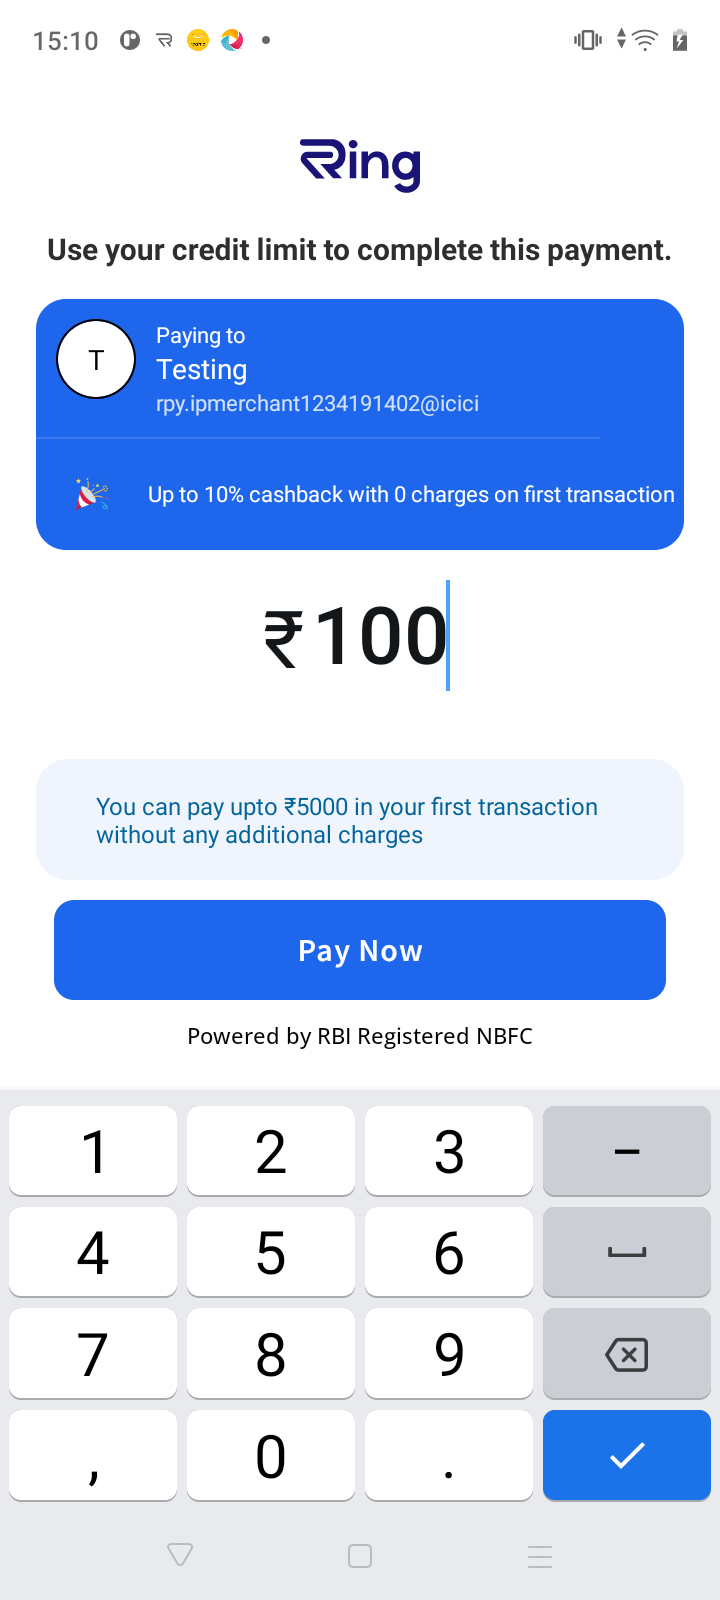 15:10
Ring
Use your credit limit to complete this payment.
T
Paying to
Testing
rpy.ipmerchant1234191402@icici
Up to 10% cashback with 0 charges on first transaction
₹100
You can pay upto ₹5000 in your first transaction
without any additional charges
Pay Now
Powered by RBI Registered NBFC
1 2 3 –
4 5 6
7 8 9
, 0 .